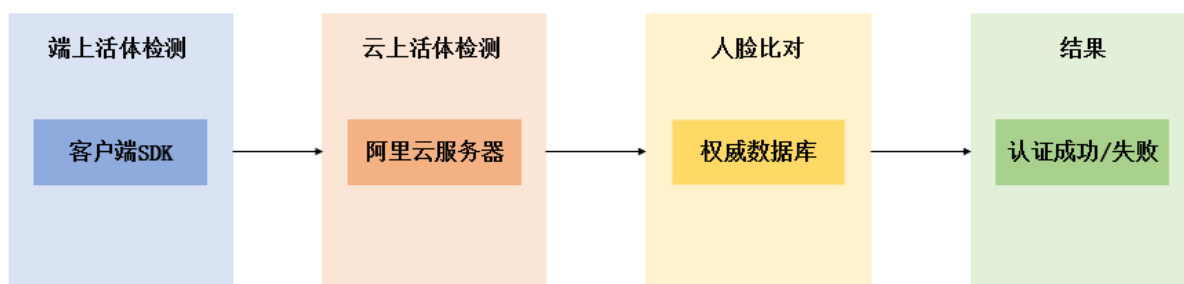 端上活体检测
云上活体检测
人脸比对
结果
客户端SDK
阿里云服务器
权威数据库
认证成功/失败